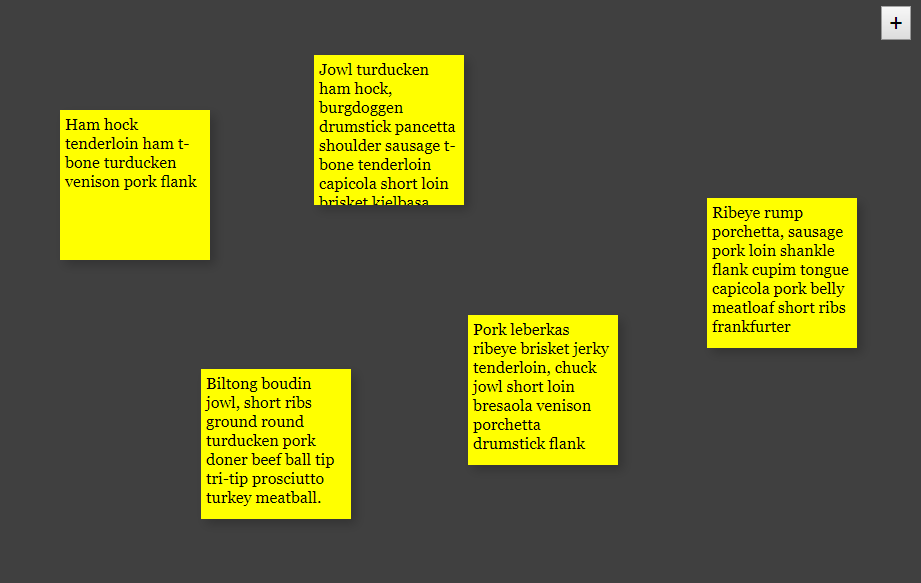 +
Jowl turducken
ham hock,
burgdoggen
drumstick pancetta
shoulder sausage t-
bone tenderloin
capicola short loin
brisket kielbasa
Ham hock
tenderloin ham t-
bone turducken
venison pork flank
Ribeye rump
porchetta, sausage
pork loin shankle
flank cupim tongue
capicola pork belly
meatloaf short ribs
frankfurter
Pork leberkas
ribeye brisket jerky
tenderloin, chuck
jowl short loin
bresaola venison
porchetta
drumstick flank
Biltong boudin
jowl, short ribs
ground round
turducken pork
doner beef ball tip
tri-tip prosciutto
turkey meatball.